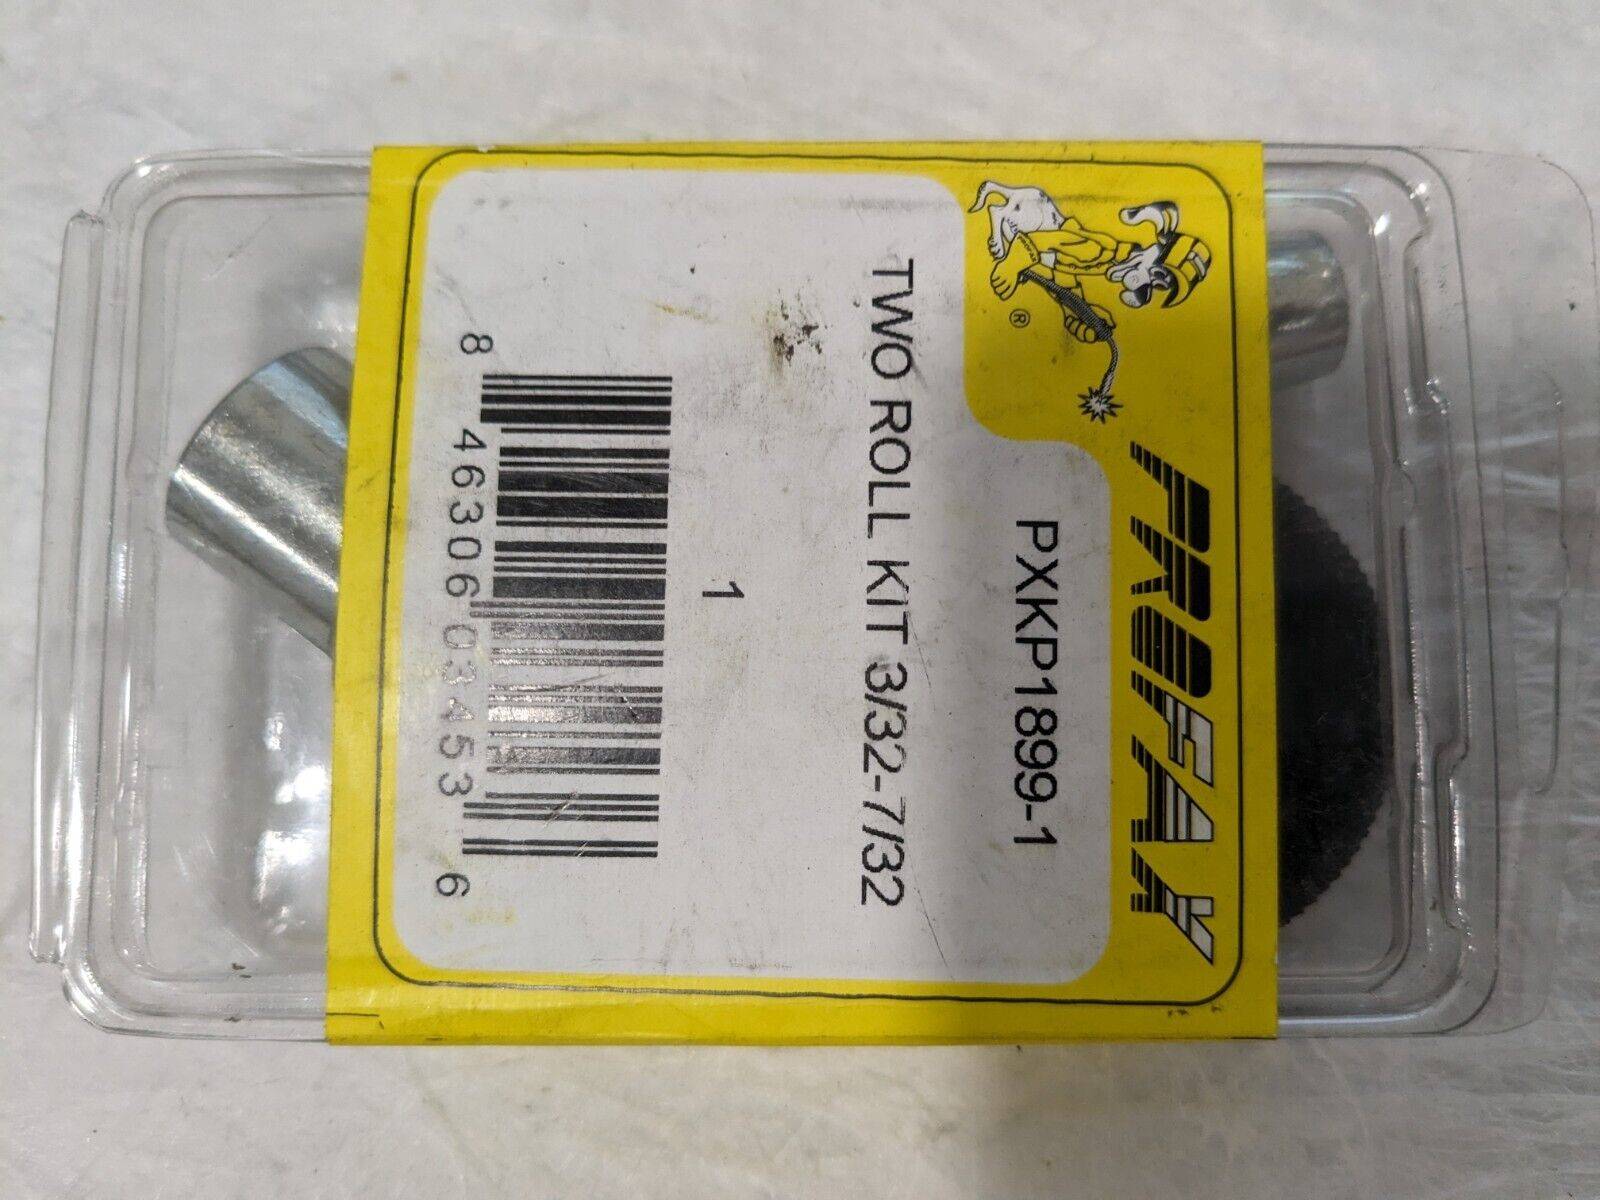 PROFAX
®
PXKP1899-1
TWO ROLL KIT 3/32-7/32
1
8 46306 03453 6